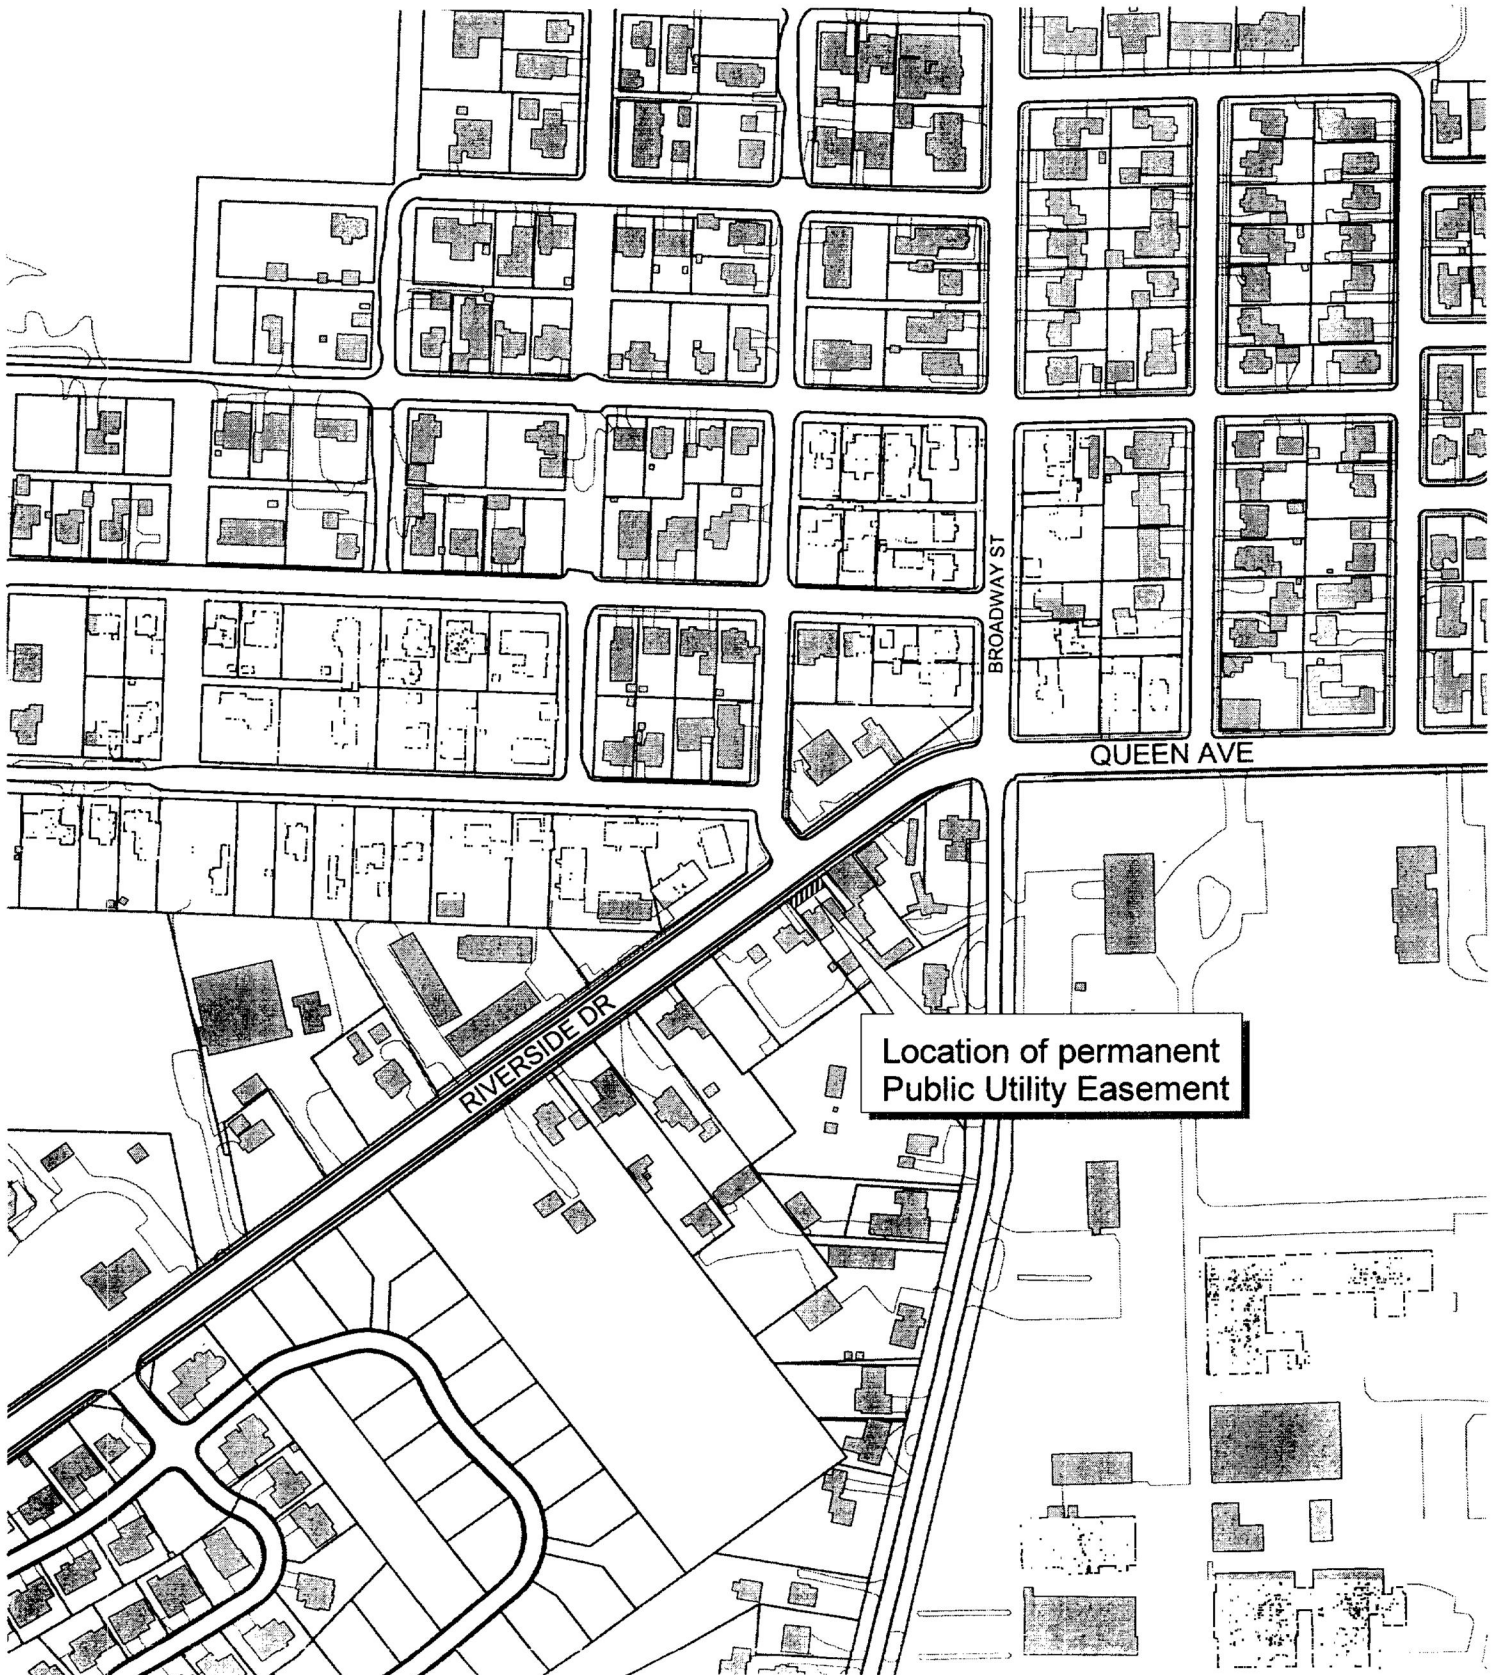 BROADWAY ST
QUEEN AVE
RIVERSIDE DR
Location of permanent
Public Utility Easement